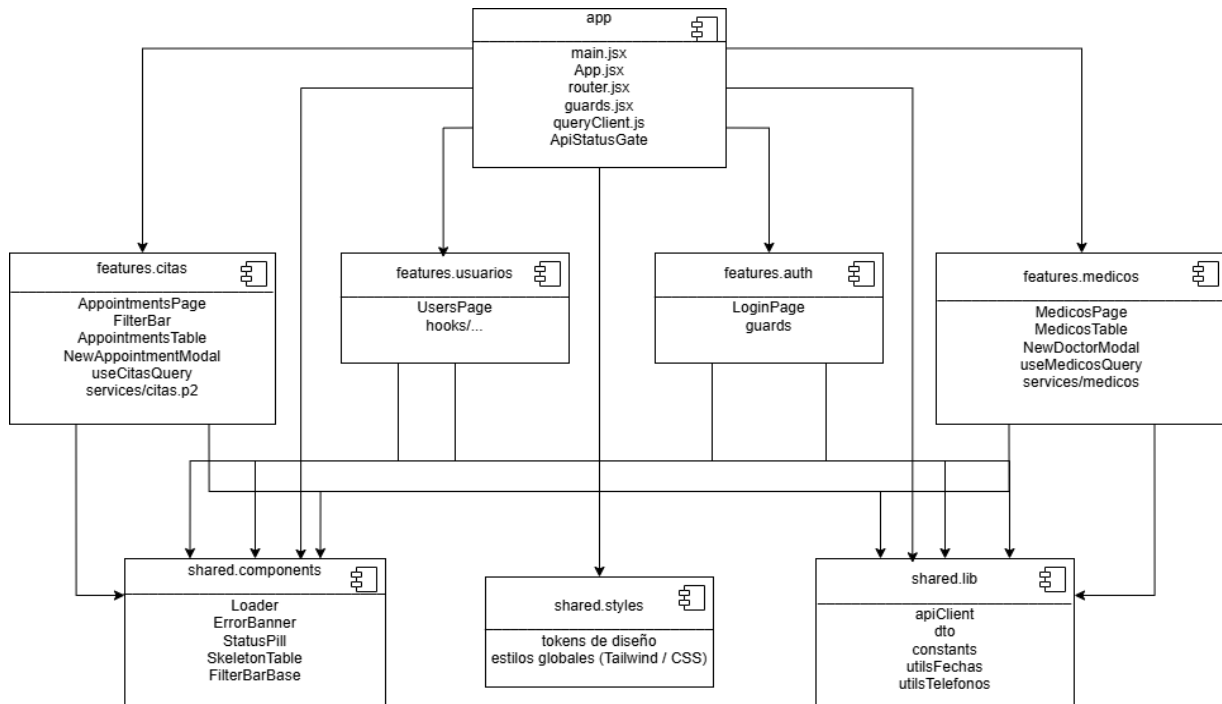 app
main.jsx
App.jsx
router.jsx
guards.jsx
queryClient.js
ApiStatusGate
features.citas
AppointmentsPage
FilterBar
AppointmentsTable
NewAppointmentModal
useCitasQuery
services/citas.p2
features.usuarios
UsersPage
hooks/...
features.auth
LoginPage
guards
features.medicos
MedicosPage
MedicosTable
NewDoctorModal
useMedicosQuery
services/medicos
shared.components
Loader
ErrorBanner
StatusPill
SkeletonTable
FilterBarBase
shared.styles
tokens de diseño
estilos globales (Tailwind / CSS)
shared.lib
apiClient
dto
constants
utilsFechas
utilsTelefonos